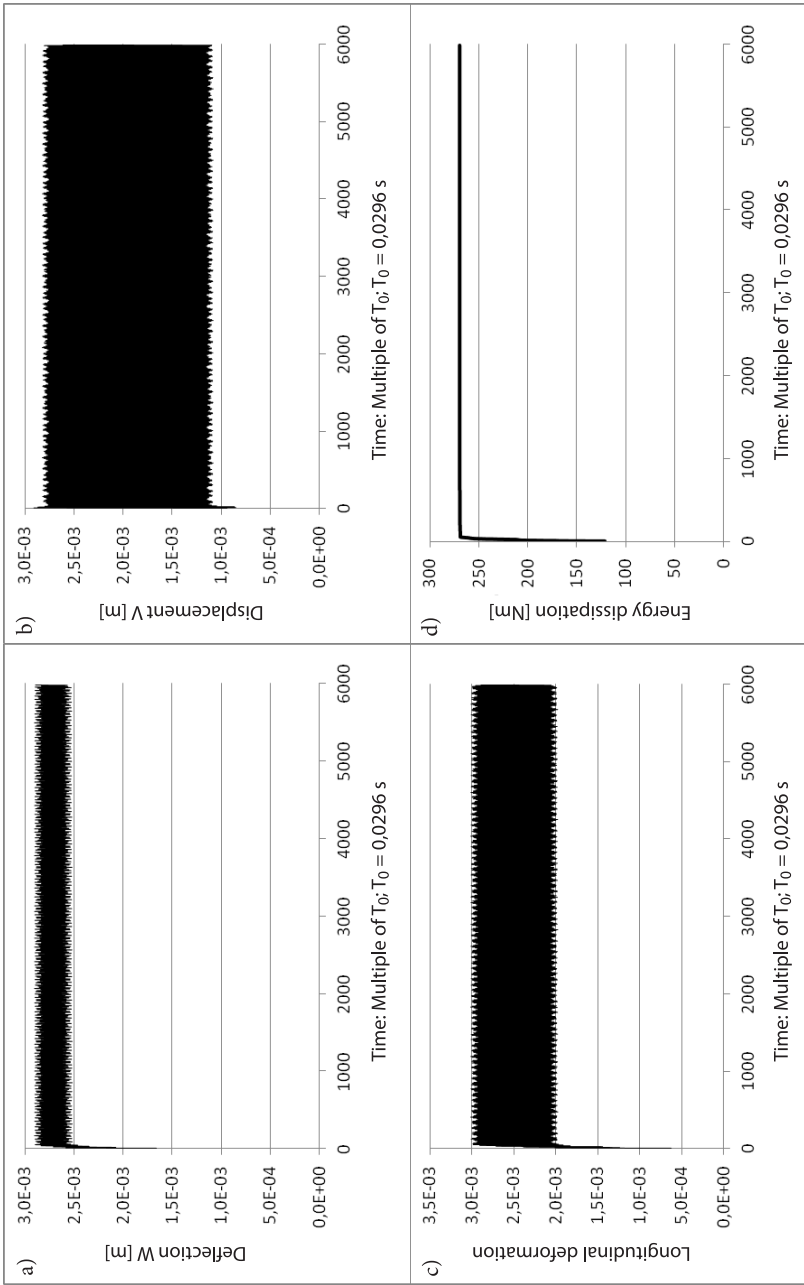 a)
Deflection W [m]
3,0E-03
2,5E-03
2,0E-03
1,5E-03
1,0E-03
5,0E-04
0,0E+00
0 1000 2000 3000 4000 5000 6000
Time: Multiple of T₀; T₀ = 0,0296 s
b)
Displacement V [m]
3,0E-03
2,5E-03
2,0E-03
1,5E-03
1,0E-03
5,0E-04
0,0E+00
0 1000 2000 3000 4000 5000 6000
Time: Multiple of T₀; T₀ = 0,0296 s
c)
Longitudinal deformation
3,5E-03
3,0E-03
2,5E-03
2,0E-03
1,5E-03
1,0E-03
5,0E-04
0,0E+00
0 1000 2000 3000 4000 5000 6000
Time: Multiple of T₀; T₀ = 0,0296 s
d)
Energy dissipation [Nm]
300
250
200
150
100
50
0
0 1000 2000 3000 4000 5000 6000
Time: Multiple of T₀; T₀ = 0,0296 s